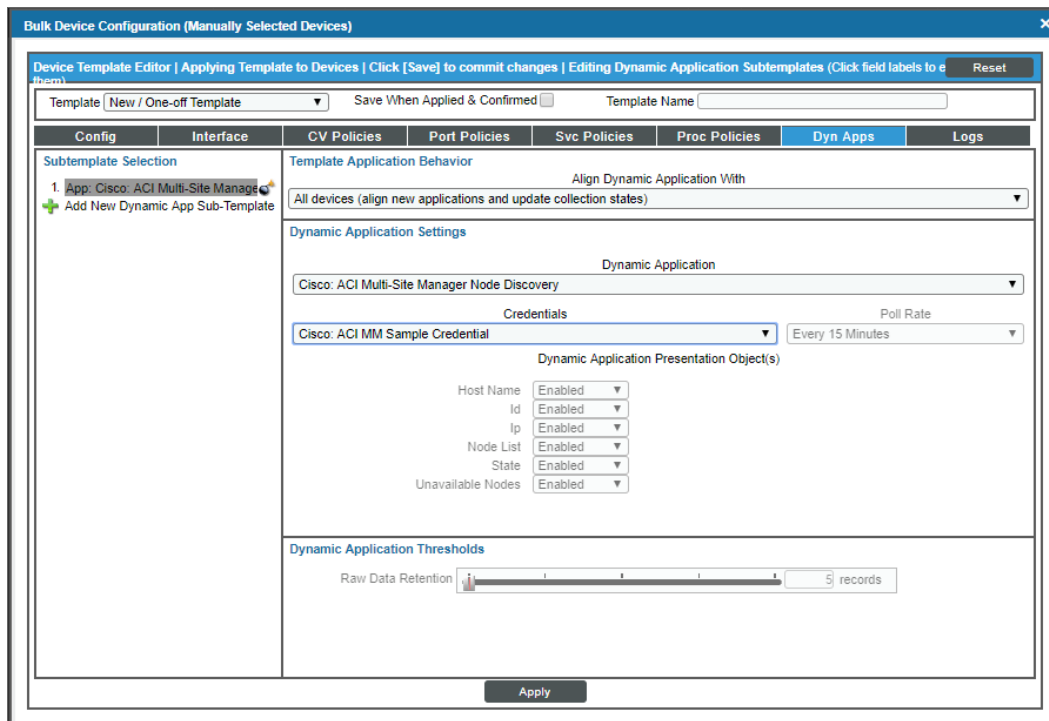 Bulk Device Configuration (Manually Selected Devices)
Device Template Editor | Applying Template to Devices | Click [Save] to commit changes | Editing Dynamic Application Subtemplates (Click field labels to e
them)
Reset
Template New / One-off Template Save When Applied & Confirmed Template Name
Config Interface CV Policies Port Policies Svc Policies Proc Policies Dyn Apps Logs
Subtemplate Selection
1. App: Cisco: ACI Multi-Site Manage
Add New Dynamic App Sub-Template
Template Application Behavior
Align Dynamic Application With
All devices (align new applications and update collection states)
Dynamic Application Settings
Dynamic Application
Cisco: ACI Multi-Site Manager Node Discovery
Credentials Poll Rate
Cisco: ACI MM Sample Credential Every 15 Minutes
Dynamic Application Presentation Object(s)
Host Name Enabled
Id Enabled
Ip Enabled
Node List Enabled
State Enabled
Unavailable Nodes Enabled
Dynamic Application Thresholds
Raw Data Retention 5 records
Apply